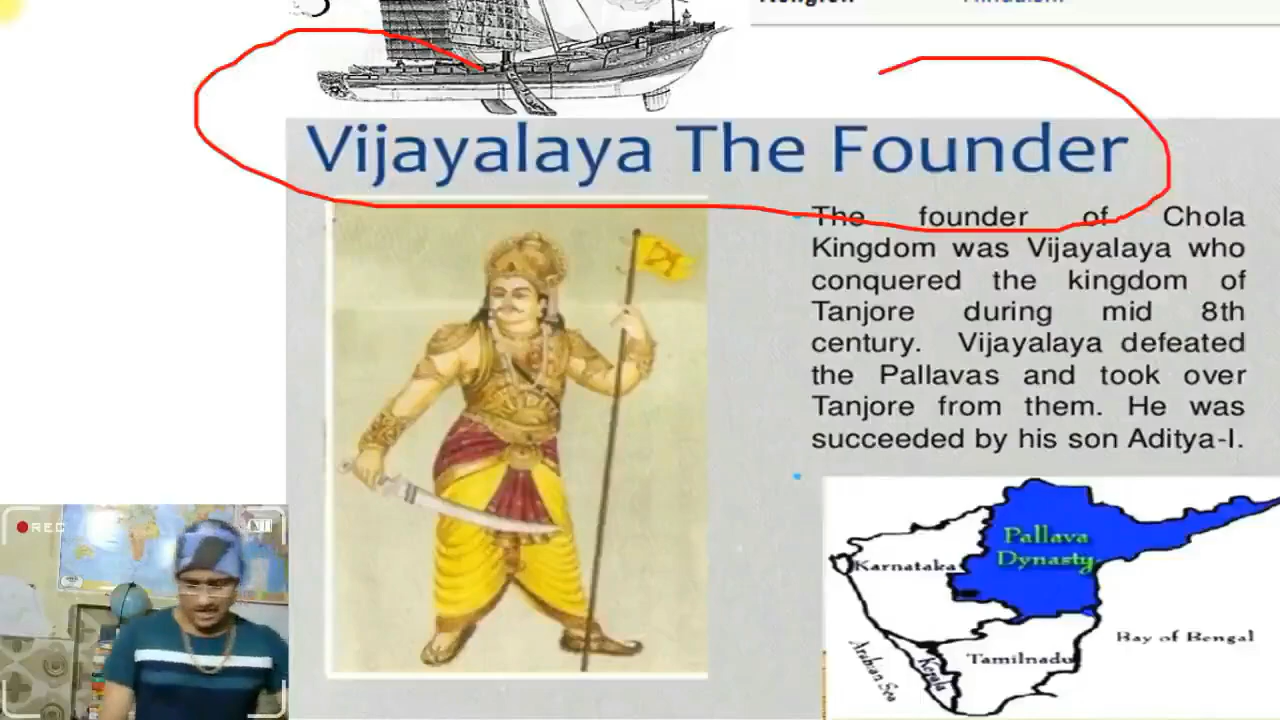 Vijayalaya The Founder
The founder of Chola
Kingdom was Vijayalaya who
conquered the kingdom of
Tanjore during mid 8th
century. Vijayalaya defeated
the Pallavas and took over
Tanjore from them. He was
succeeded by his son Aditya-I.
Pallava
Dynasty
Karnataka
Bay of Bengal
Tamilnadu
Kerala
Arabian Sea
REC